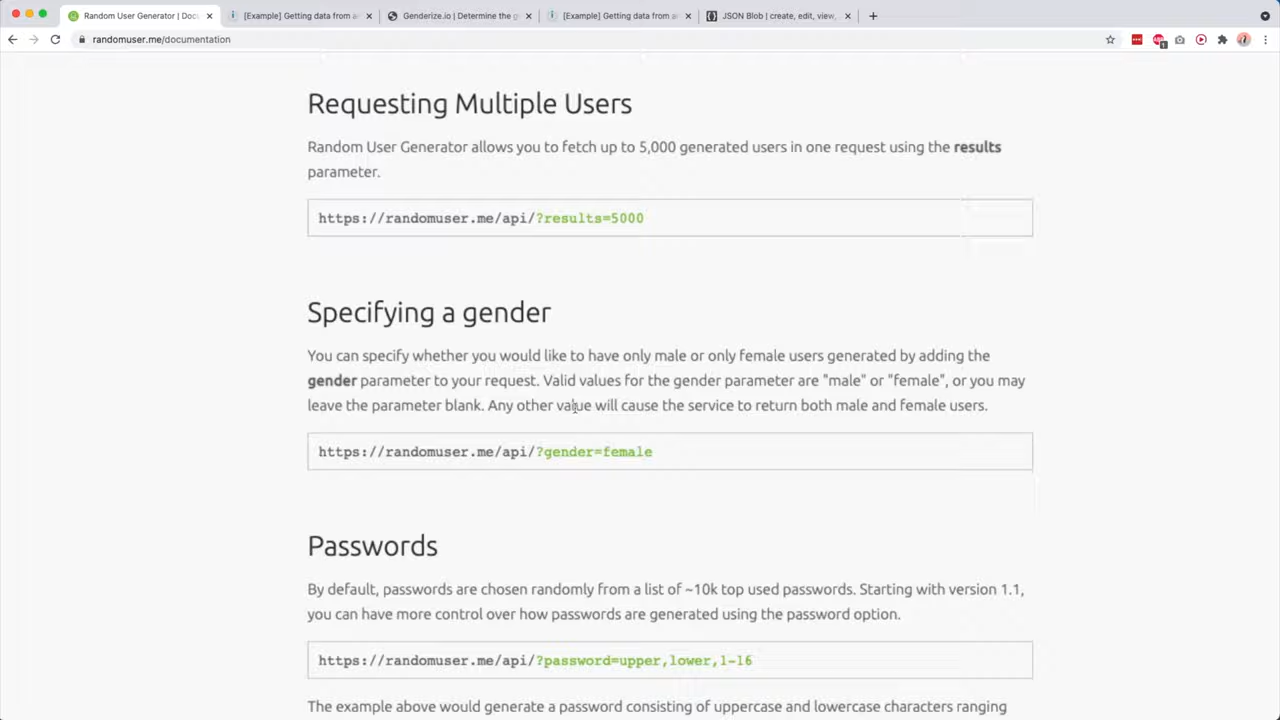 Random User Generator | Docu
[Example] Getting data from a
Genderize.io | Determine the g
[Example] Getting data from a
JSON Blob | create, edit, view,
randomuser.me/documentation
Requesting Multiple Users
Random User Generator allows you to fetch up to 5,000 generated users in one request using the results
parameter.
https://randomuser.me/api/?results=5000
Specifying a gender
You can specify whether you would like to have only male or only female users generated by adding the
gender parameter to your request. Valid values for the gender parameter are "male" or "female", or you may
leave the parameter blank. Any other value will cause the service to return both male and female users.
https://randomuser.me/api/?gender=female
Passwords
By default, passwords are chosen randomly from a list of ~10k top used passwords. Starting with version 1.1,
you can have more control over how passwords are generated using the password option.
https://randomuser.me/api/?password=upper,lower,1-16
The example above would generate a password consisting of uppercase and lowercase characters ranging